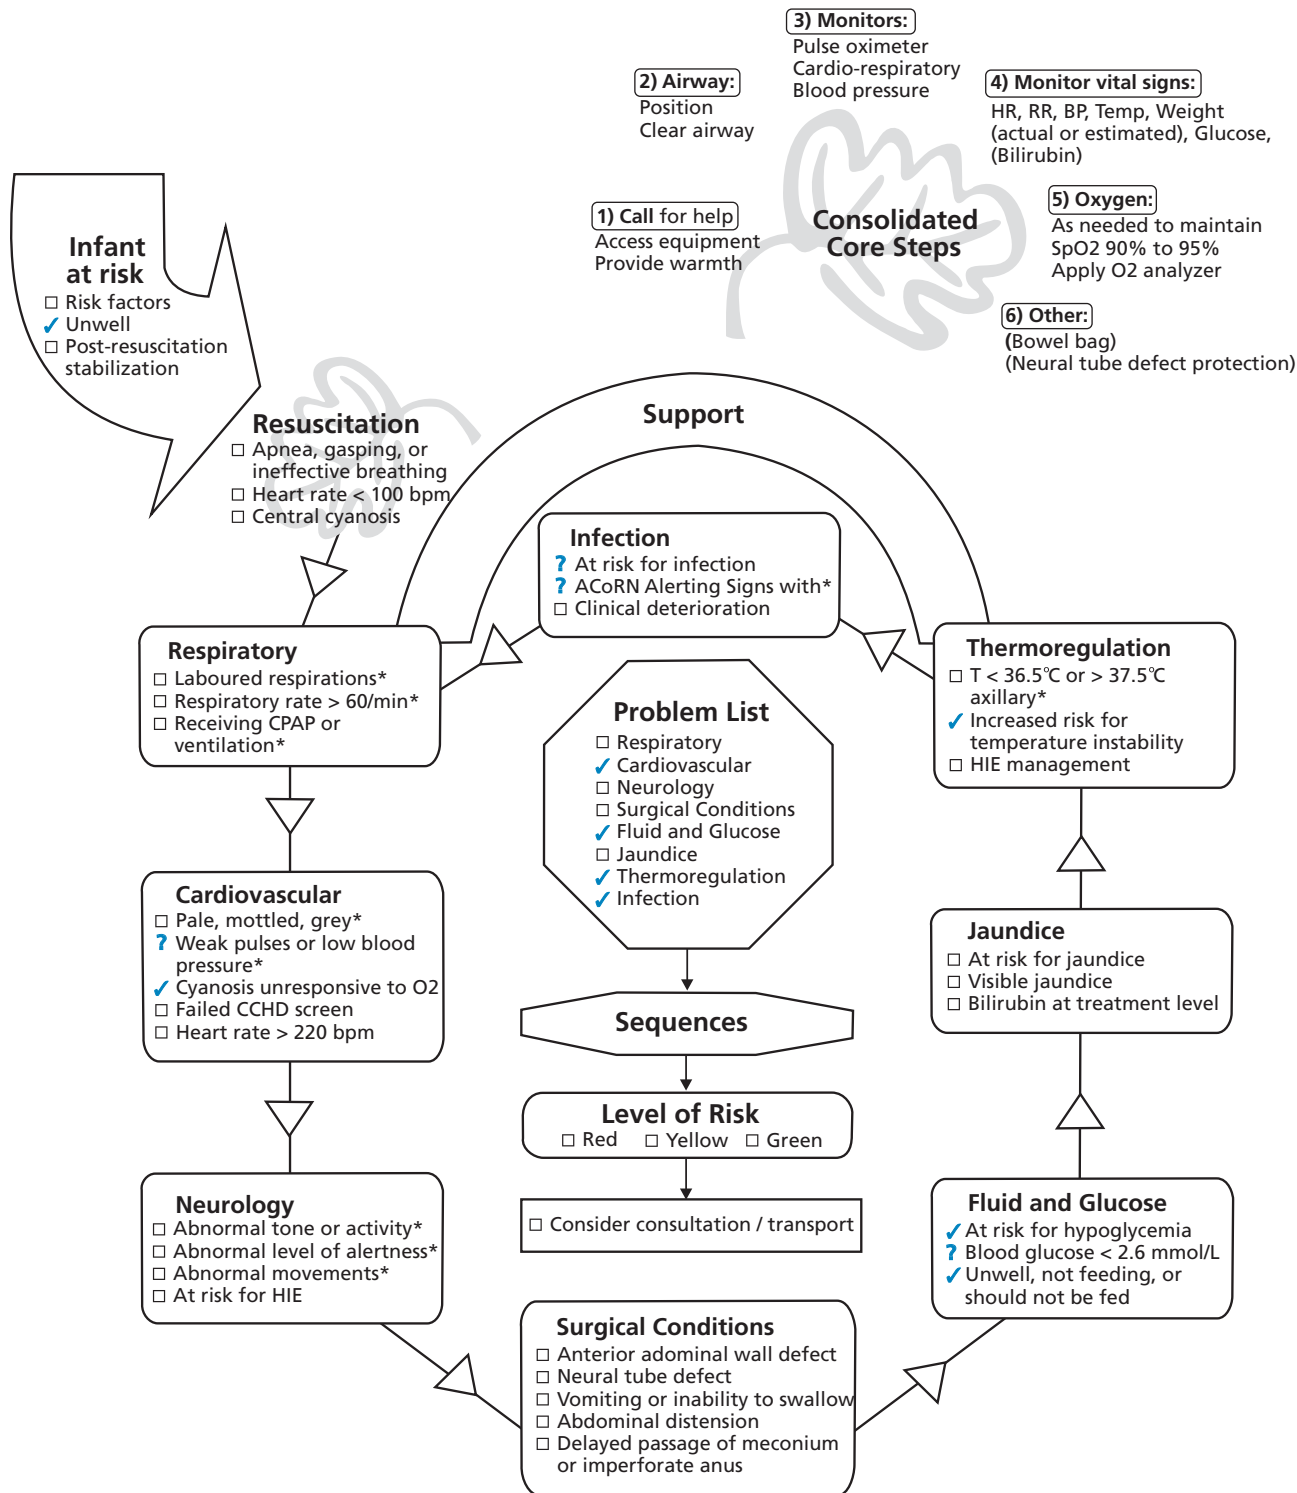 3) Monitors:
Pulse oximeter
Cardio-respiratory
Blood pressure
2) Airway:
Position
Clear airway
4) Monitor vital signs:
HR, RR, BP, Temp, Weight
(actual or estimated), Glucose,
(Bilirubin)
1) Call for help
Access equipment
Provide warmth
Consolidated
Core Steps
5) Oxygen:
As needed to maintain
SpO2 90% to 95%
Apply O2 analyzer
6) Other:
(Bowel bag)
(Neural tube defect protection)
Infant
at risk
☐ Risk factors
✓ Unwell
☐ Post-resuscitation
stabilization
Resuscitation
☐ Apnea, gasping, or
ineffective breathing
☐ Heart rate < 100 bpm
☐ Central cyanosis
Support
Infection
? At risk for infection
? ACoRN Alerting Signs with*
☐ Clinical deterioration
Respiratory
☐ Laboured respirations*
☐ Respiratory rate > 60/min*
☐ Receiving CPAP or
ventilation*
Thermoregulation
☐ T < 36.5℃ or > 37.5℃
axillary*
✓ Increased risk for
temperature instability
☐ HIE management
Problem List
☐ Respiratory
✓ Cardiovascular
☐ Neurology
☐ Surgical Conditions
✓ Fluid and Glucose
☐ Jaundice
✓ Thermoregulation
✓ Infection
Cardiovascular
☐ Pale, mottled, grey*
? Weak pulses or low blood
pressure*
✓ Cyanosis unresponsive to O2
☐ Failed CCHD screen
☐ Heart rate > 220 bpm
Jaundice
☐ At risk for jaundice
☐ Visible jaundice
☐ Bilirubin at treatment level
Sequences
Level of Risk
☐ Red ☐ Yellow ☐ Green
☐ Consider consultation / transport
Neurology
☐ Abnormal tone or activity*
☐ Abnormal level of alertness*
☐ Abnormal movements*
☐ At risk for HIE
Fluid and Glucose
✓ At risk for hypoglycemia
? Blood glucose < 2.6 mmol/L
✓ Unwell, not feeding, or
should not be fed
Surgical Conditions
☐ Anterior adominal wall defect
☐ Neural tube defect
☐ Vomiting or inability to swallow
☐ Abdominal distension
☐ Delayed passage of meconium
or imperforate anus